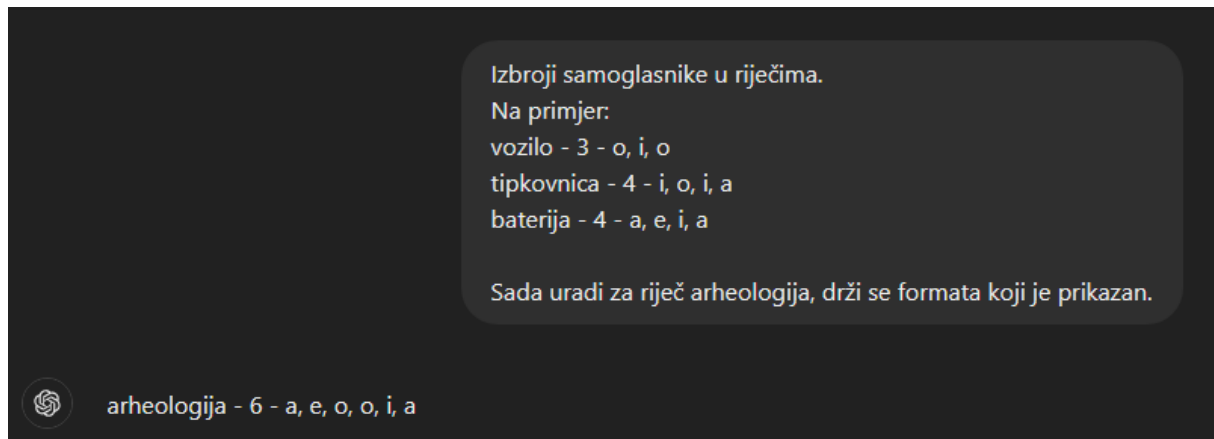 Izbroji samoglasnike u riječima.
Na primjer:
vozilo - 3 - o, i, o
tipkovnica - 4 - i, o, i, a
baterija - 4 - a, e, i, a
Sada uradi za riječ arheologija, drži se formata koji je prikazan.
arheologija - 6 - a, e, o, o, i, a